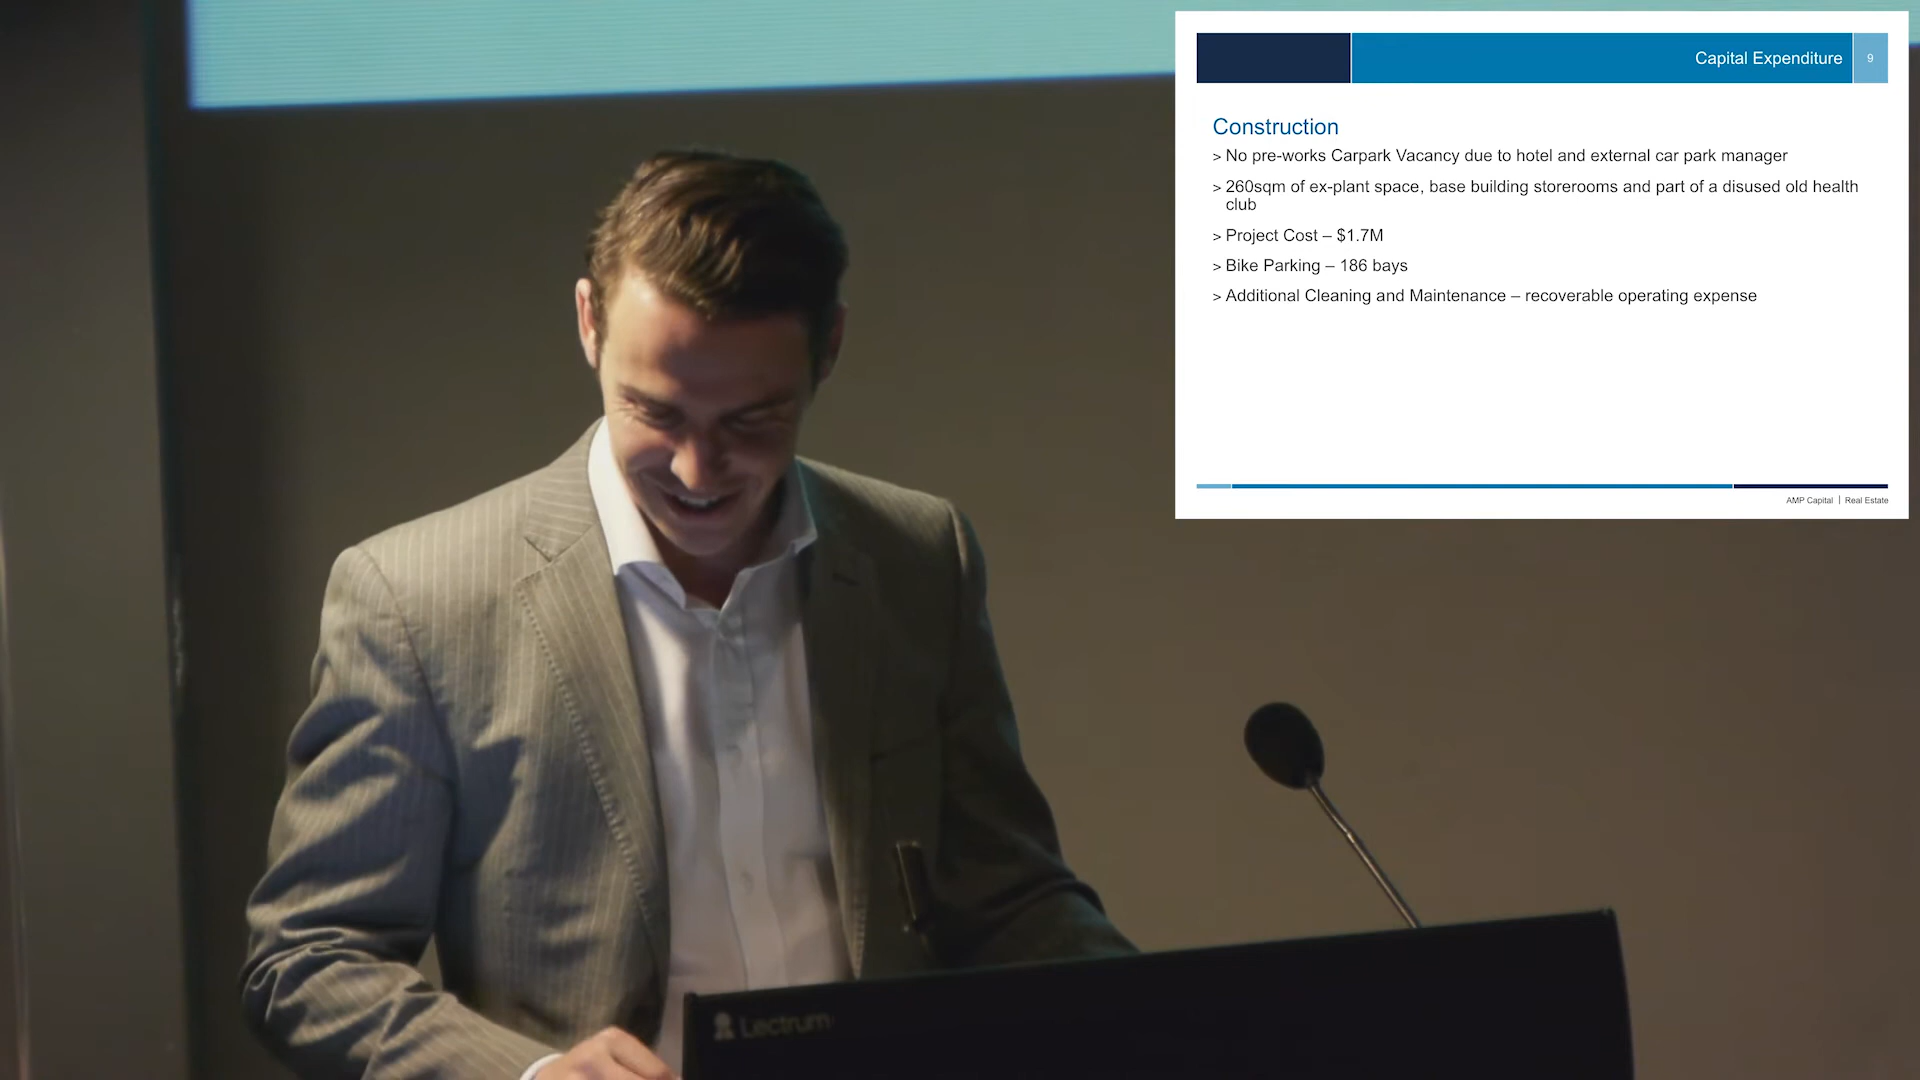 Capital Expenditure 9
Construction
> No pre-works Carpark Vacancy due to hotel and external car park manager
> 260sqm of ex-plant space, base building storerooms and part of a disused old health
club
> Project Cost – $1.7M
> Bike Parking – 186 bays
> Additional Cleaning and Maintenance – recoverable operating expense
AMP Capital | Real Estate
Lectrum